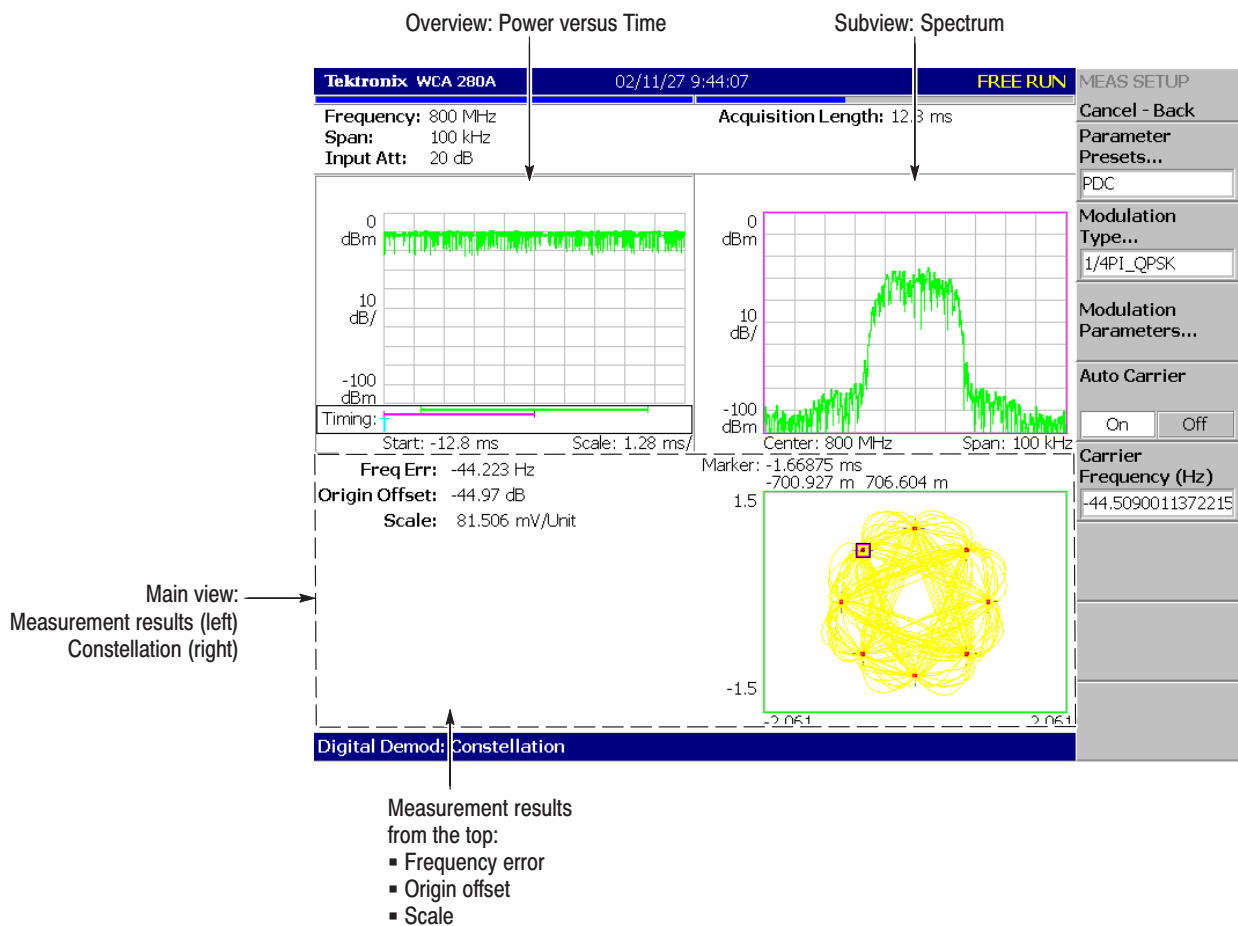 Overview: Power versus Time
Subview: Spectrum
Tektronix WCA 280A 02/11/27 9:44:07 FREE RUN
Frequency: 800 MHz
Span: 100 kHz
Input Att: 20 dB
Acquisition Length: 12.8 ms
0
dBm
10
dB/
-100
dBm
Timing:
Start: -12.8 ms Scale: 1.28 ms/
0
dBm
10
dB/
-100
dBm
Center: 800 MHz Span: 100 kHz
Freq Err: -44.223 Hz
Origin Offset: -44.97 dB
Scale: 81.506 mV/Unit
Marker: -1.66875 ms
-700.927 m 706.604 m
1.5
-1.5
-2.061 2.061
Digital Demod: Constellation
MEAS SETUP
Cancel - Back
Parameter
Presets...
PDC
Modulation
Type...
1/4PI_QPSK
Modulation
Parameters...
Auto Carrier
On Off
Carrier
Frequency (Hz)
-44.5090011372215
Main view:
Measurement results (left)
Constellation (right)
Measurement results
from the top:
▪ Frequency error
▪ Origin offset
▪ Scale